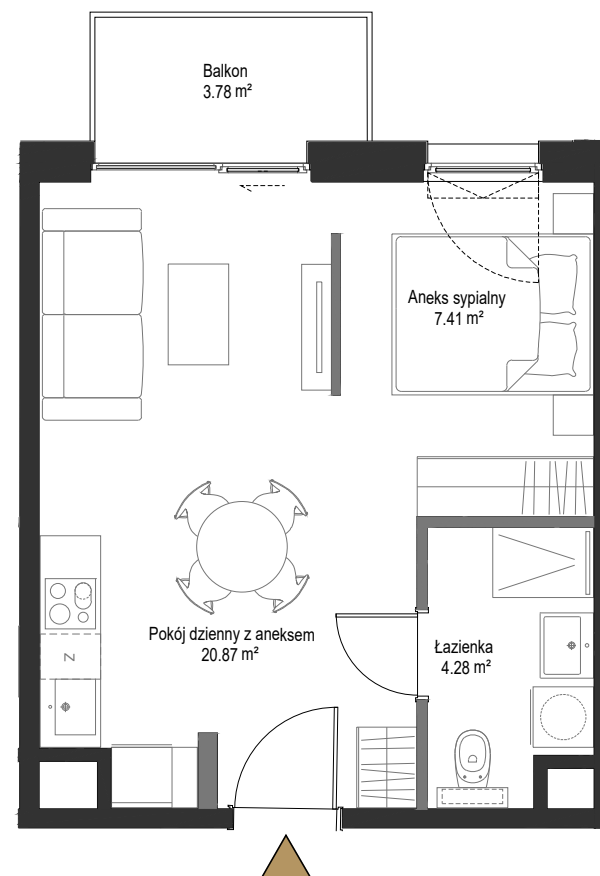 Balkon
3.78 m²
Aneks sypialny
7.41 m²
Pokój dzienny z aneksem
20.87 m²
Łazienka
4.28 m²
Z